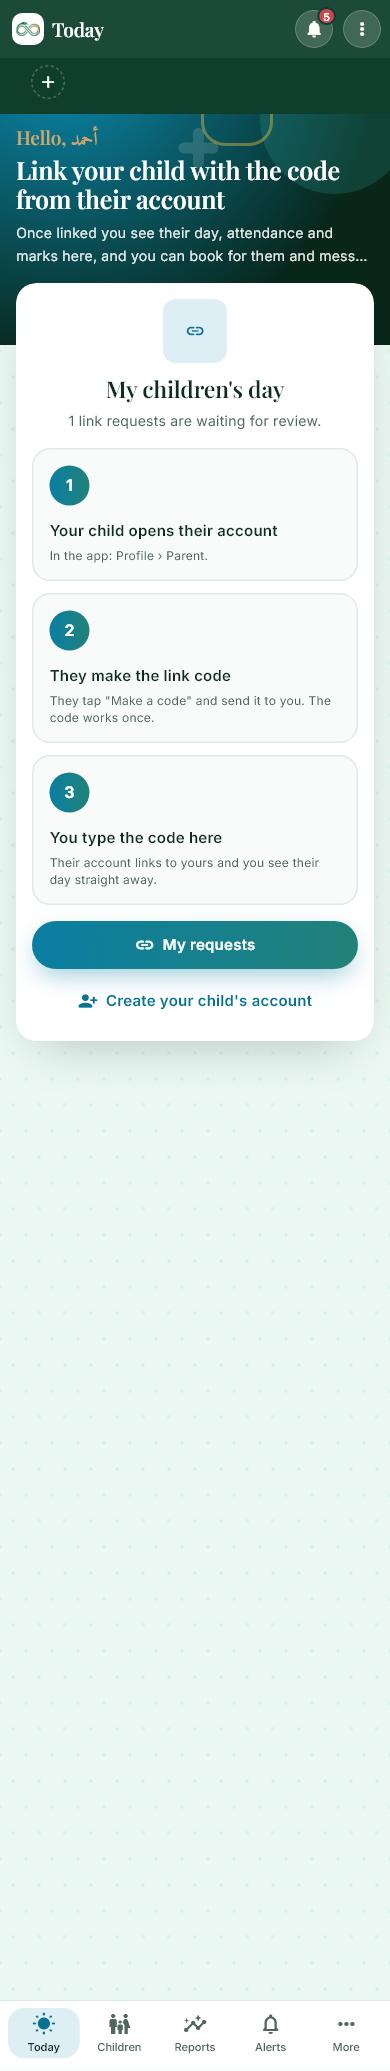 Today
5
Hello, أحمد
Link your child with the code
from their account
Once linked you see their day, attendance and
marks here, and you can book for them and mess...
My children's day
1 link requests are waiting for review.
1
Your child opens their account
In the app: Profile › Parent.
2
They make the link code
They tap "Make a code" and send it to you. The
code works once.
3
You type the code here
Their account links to yours and you see their
day straight away.
My requests
Create your child's account
Today
Children
Reports
Alerts
More